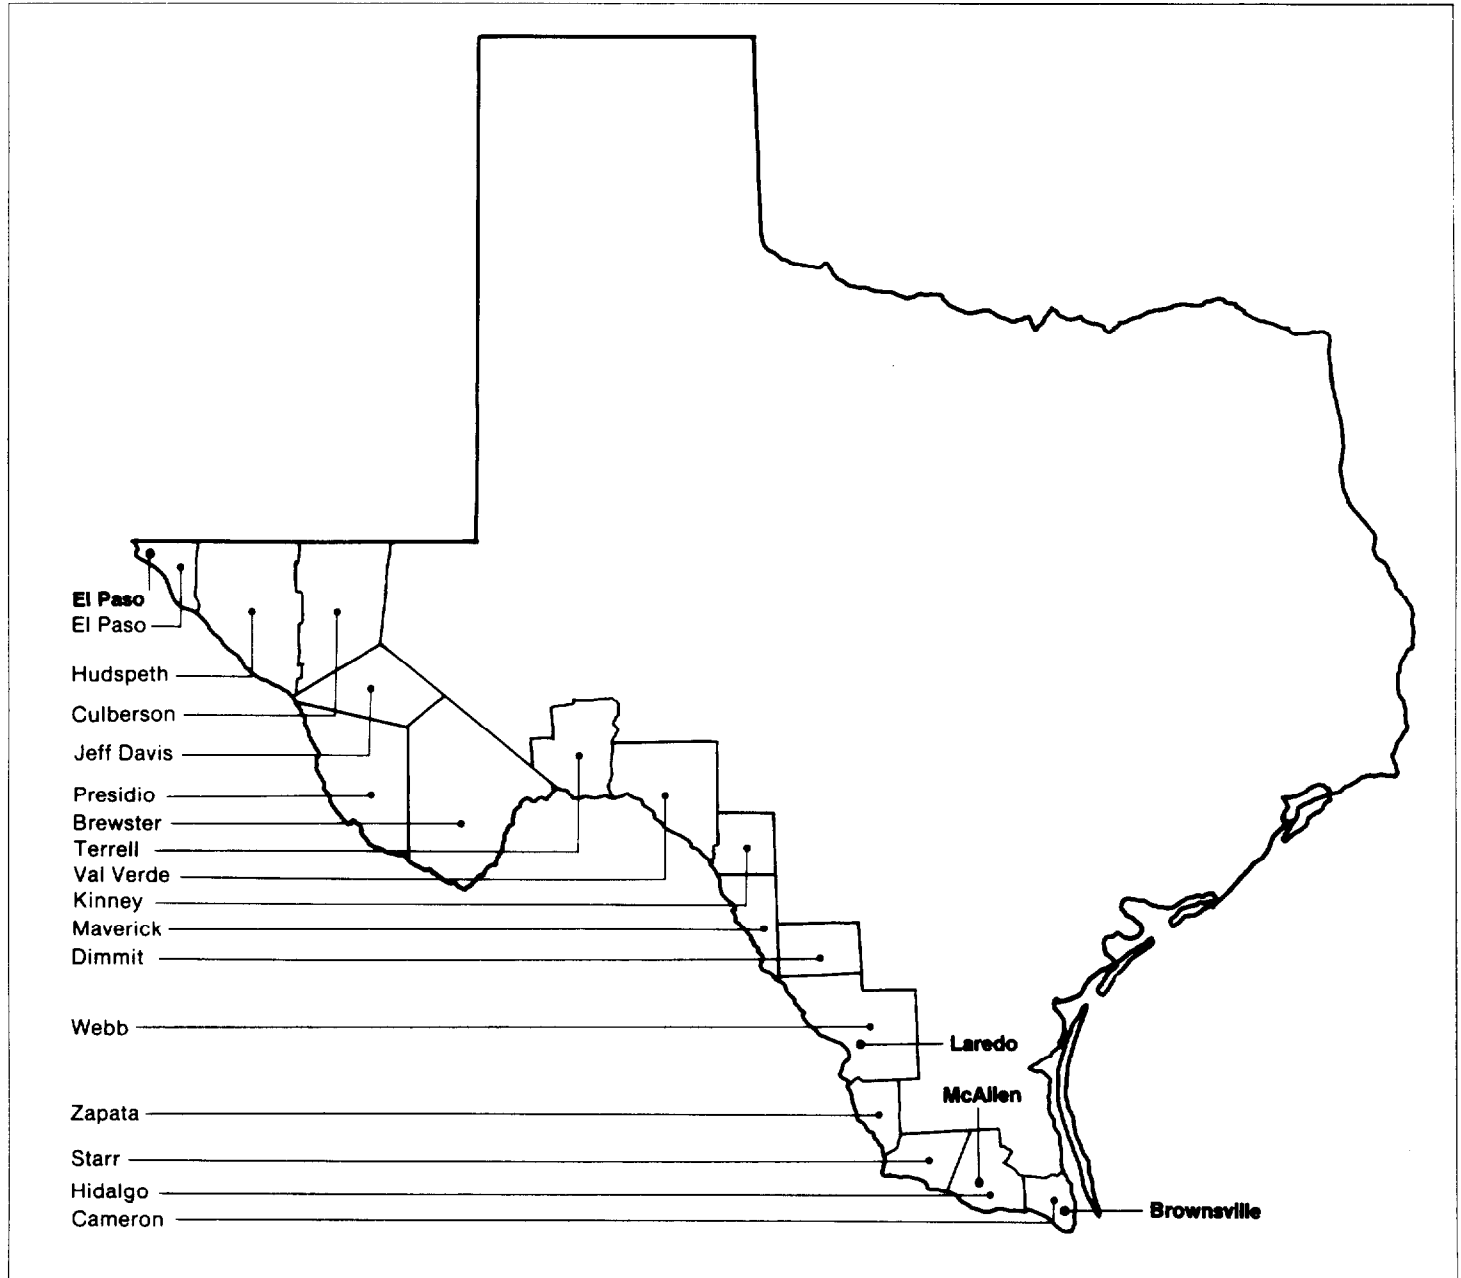 El Paso
El Paso
Hudspeth
Culberson
Jeff Davis
Presidio
Brewster
Terrell
Val Verde
Kinney
Maverick
Dimmit
Webb
Laredo
McAllen
Zapata
Starr
Hidalgo
Cameron
Brownsville